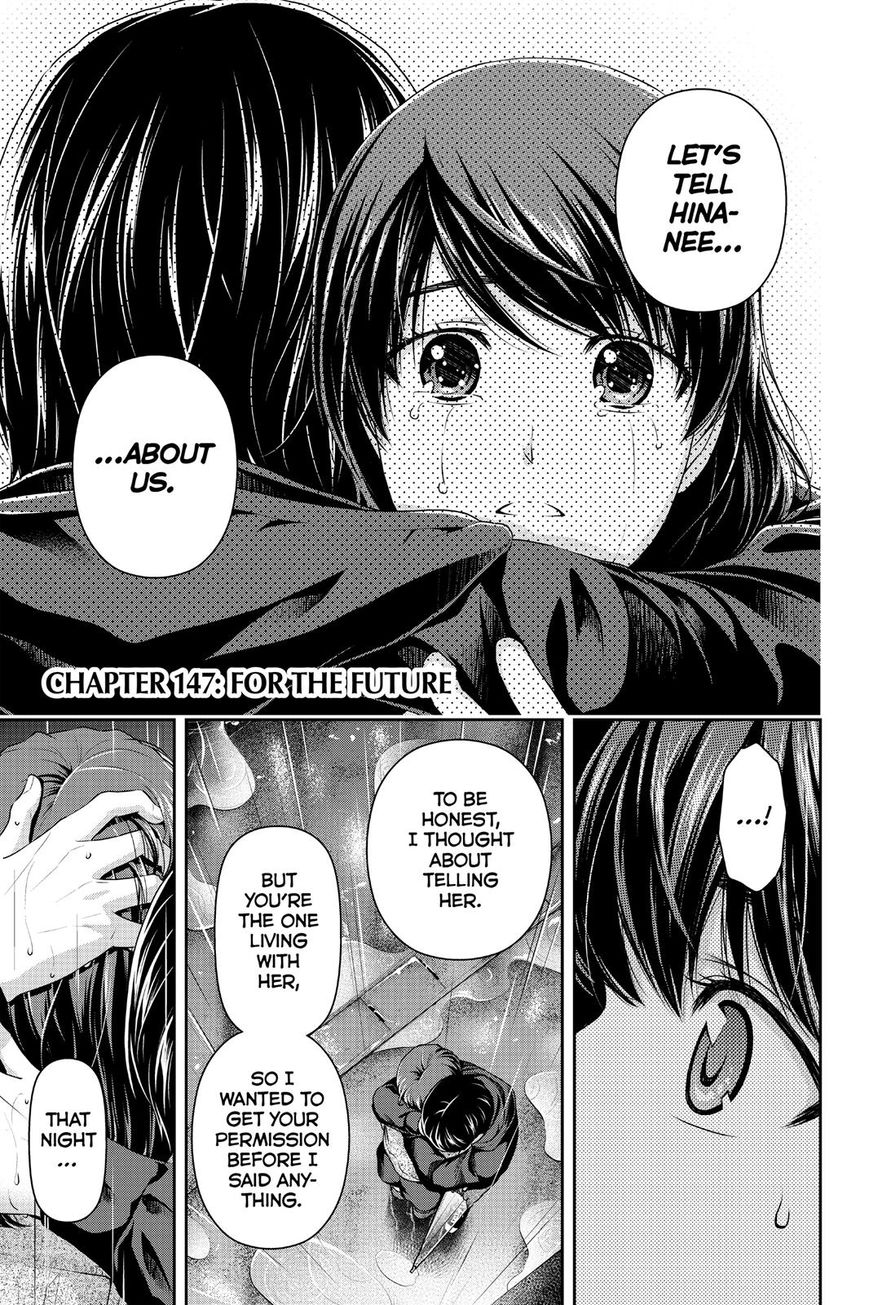 LET'S
TELL
HINA-
NEE...
...ABOUT
US.
CHAPTER 147: FOR THE FUTURE
...!
TO BE
HONEST,
I THOUGHT
ABOUT
TELLING
HER.
BUT
YOU'RE
THE ONE
LIVING
WITH
HER,
SO I
WANTED TO
GET YOUR
PERMISSION
BEFORE I
SAID ANY-
THING.
THAT
NIGHT
...